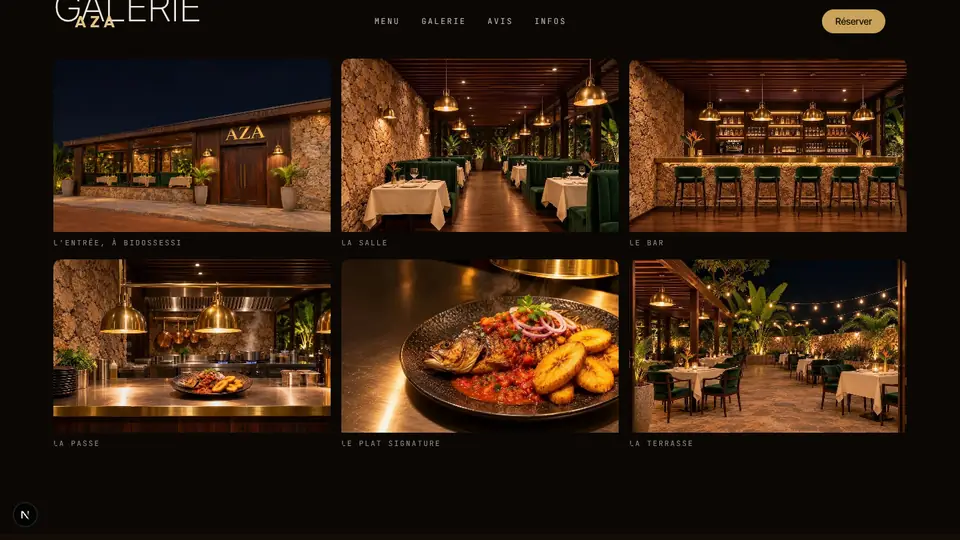 GALERIE
AZA
MENU GALERIE AVIS INFOS
Réserver
AZA
L'ENTRÉE, À BIDOSSESSI
LA SALLE
LE BAR
LA PASSE
LE PLAT SIGNATURE
LA TERRASSE
N